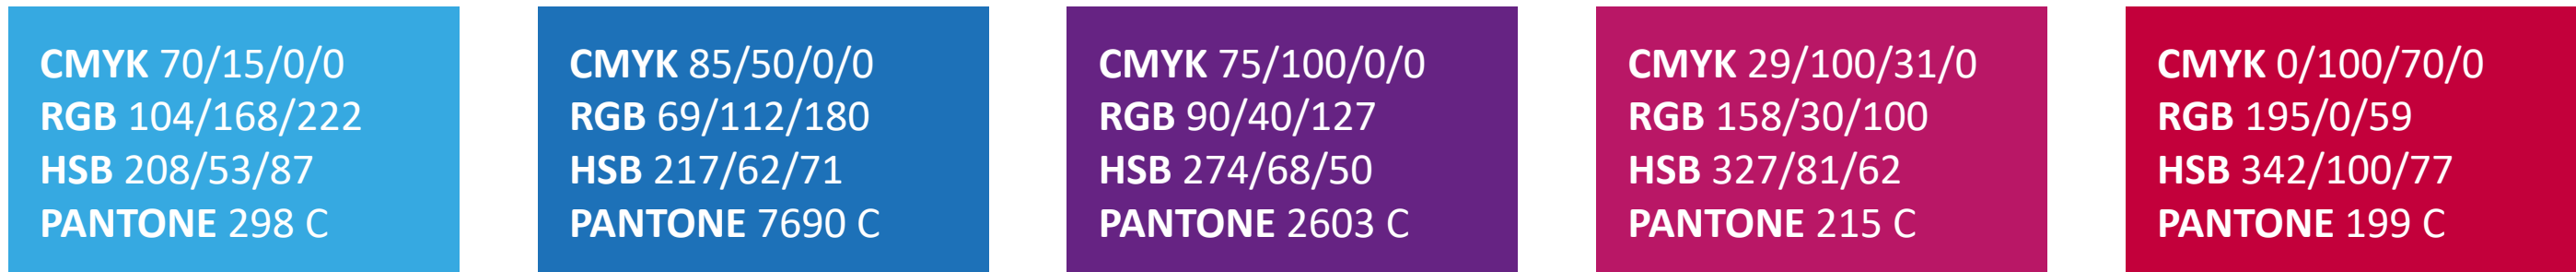 CMYK 70/15/0/0
RGB 104/168/222
HSB 208/53/87
PANTONE 298 C
CMYK 85/50/0/0
RGB 69/112/180
HSB 217/62/71
PANTONE 7690 C
CMYK 75/100/0/0
RGB 90/40/127
HSB 274/68/50
PANTONE 2603 C
CMYK 29/100/31/0
RGB 158/30/100
HSB 327/81/62
PANTONE 215 C
CMYK 0/100/70/0
RGB 195/0/59
HSB 342/100/77
PANTONE 199 C